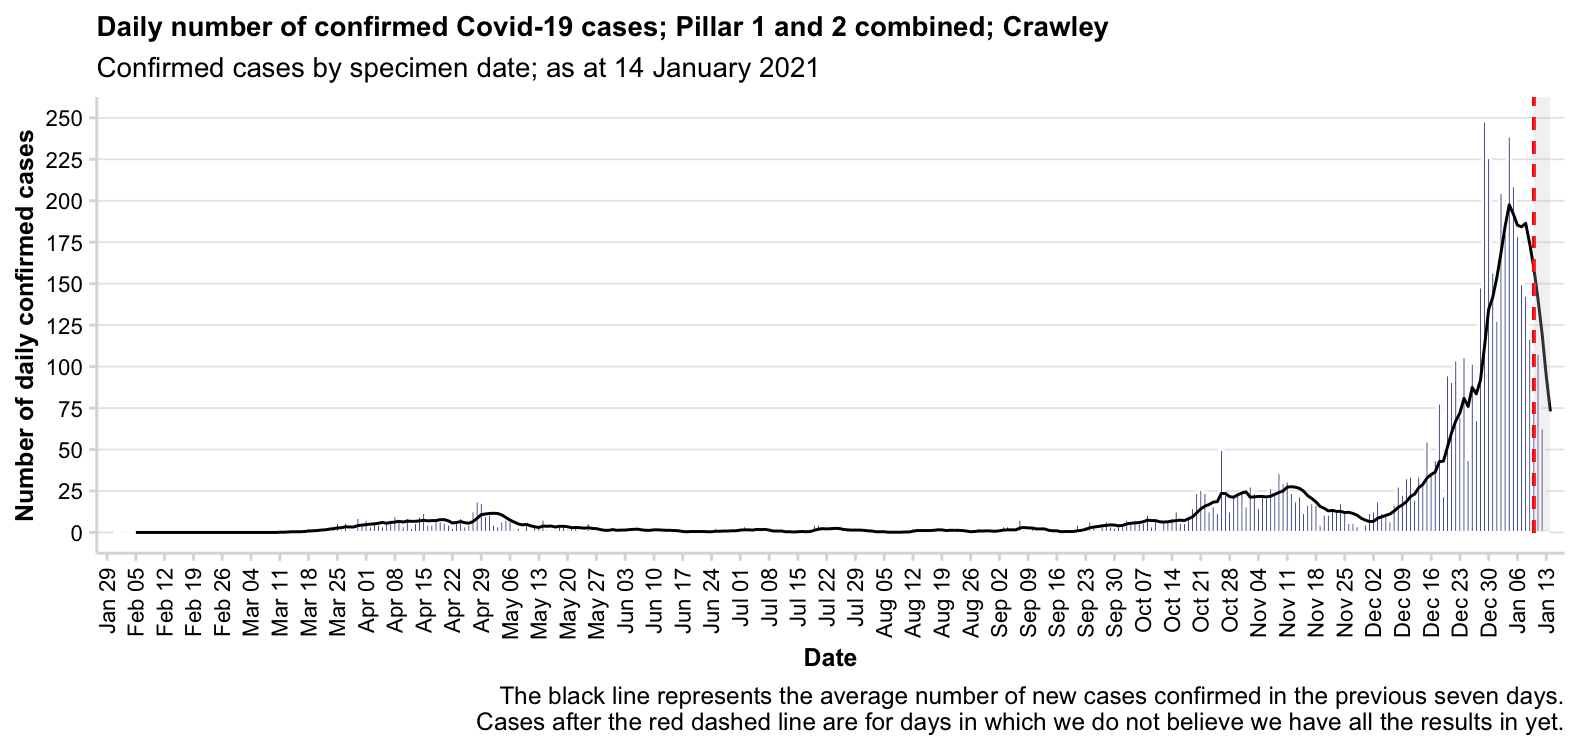 Daily number of confirmed Covid-19 cases; Pillar 1 and 2 combined; Crawley
Confirmed cases by specimen date; as at 14 January 2021
Number of daily confirmed cases
250
225
200
175
150
125
100
75
50
25
0
Jan 29
Feb 05
Feb 12
Feb 19
Feb 26
Mar 04
Mar 11
Mar 18
Mar 25
Apr 01
Apr 08
Apr 15
Apr 22
Apr 29
May 06
May 13
May 20
May 27
Jun 03
Jun 10
Jun 17
Jun 24
Jul 01
Jul 08
Jul 15
Jul 22
Jul 29
Aug 05
Aug 12
Aug 19
Aug 26
Sep 02
Sep 09
Sep 16
Sep 23
Sep 30
Oct 07
Oct 14
Oct 21
Oct 28
Nov 04
Nov 11
Nov 18
Nov 25
Dec 02
Dec 09
Dec 16
Dec 23
Dec 30
Jan 06
Jan 13
Date
The black line represents the average number of new cases confirmed in the previous seven days.
Cases after the red dashed line are for days in which we do not believe we have all the results in yet.